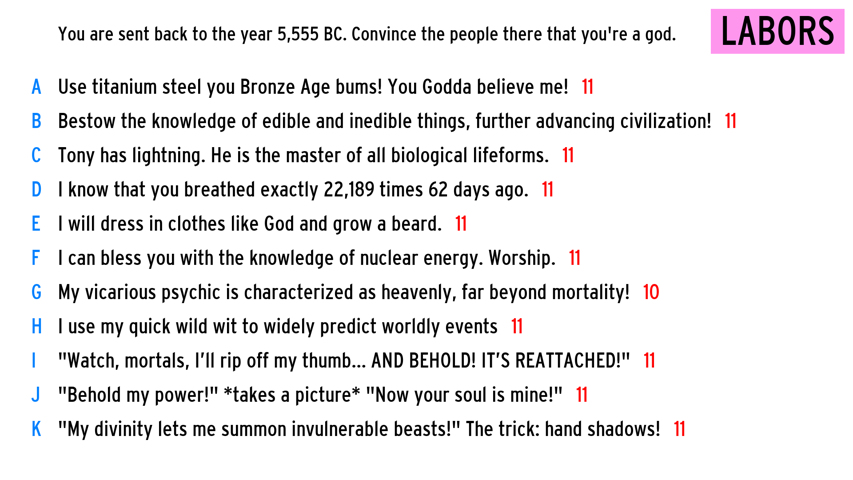 You are sent back to the year 5,555 BC. Convince the people there that you're a god. LABORS
A Use titanium steel you Bronze Age bums! You Godda believe me! 11
B Bestow the knowledge of edible and inedible things, further advancing civilization! 11
C Tony has lightning. He is the master of all biological lifeforms. 11
D I know that you breathed exactly 22,189 times 62 days ago. 11
E I will dress in clothes like God and grow a beard. 11
F I can bless you with the knowledge of nuclear energy. Worship. 11
G My vicarious psychic is characterized as heavenly, far beyond mortality! 10
H I use my quick wild wit to widely predict worldly events 11
I "Watch, mortals, I’ll rip off my thumb... AND BEHOLD! IT’S REATTACHED!" 11
J "Behold my power!" *takes a picture* "Now your soul is mine!" 11
K "My divinity lets me summon invulnerable beasts!" The trick: hand shadows! 11